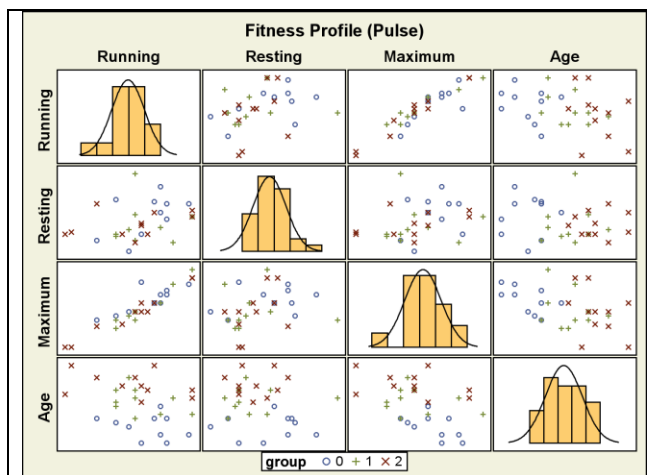 Fitness Profile (Pulse)
Running Resting Maximum Age
Running
Resting
Maximum
Age
group 0 1 2